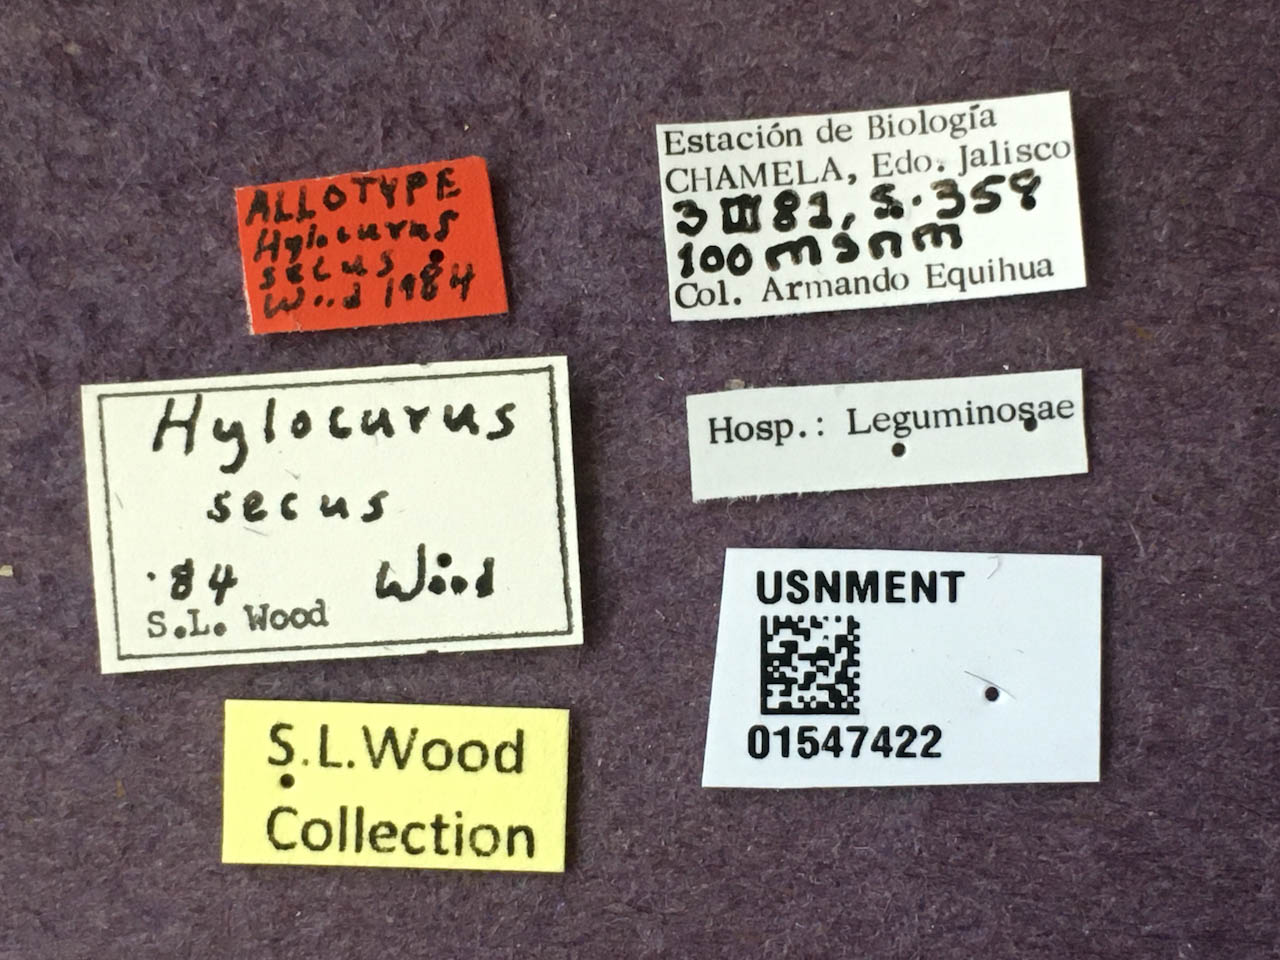 ALLOTYPE
Hylocurus
secus
Wood 1984
Estación de Biología
CHAMELA, Edo. Jalisco
3 III 81, S.359
100 msnm
Col. Armando Equihua
Hylocurus
secus
'84 Wood
S.L. Wood
Hosp.: Leguminosae
USNMENT
01547422
S.L.Wood
Collection